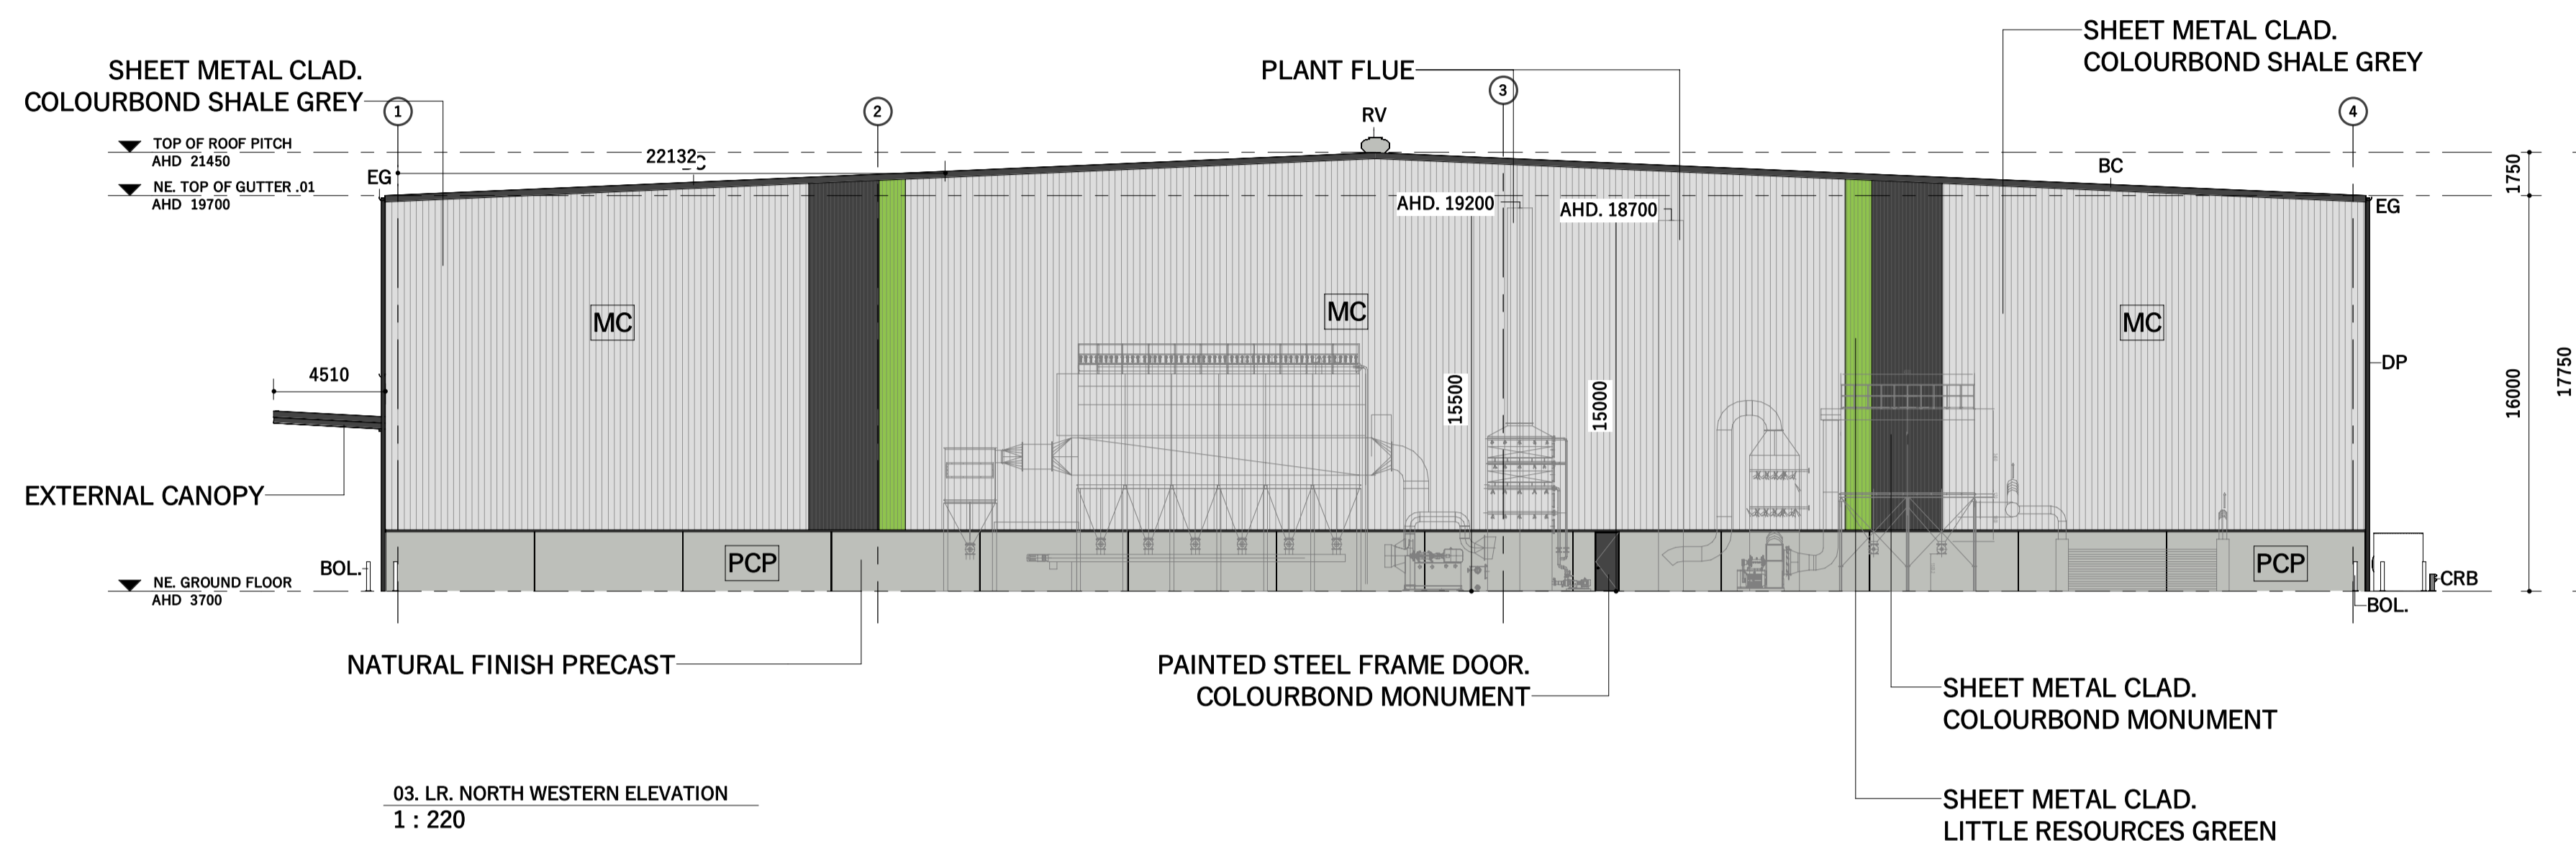 SHEET METAL CLAD.
COLOURBOND SHALE GREY
PLANT FLUE
SHEET METAL CLAD.
COLOURBOND SHALE GREY
1
2
3
4
RV
TOP OF ROOF PITCH
AHD 21450
22132
EG
NE. TOP OF GUTTER .01
AHD 19700
BC
1750
AHD. 19200
AHD. 18700
EG
MC
MC
MC
4510
15500
15000
DP
16000
17750
EXTERNAL CANOPY
PCP
PCP
BOL.
NE. GROUND FLOOR
AHD 3700
CRB
BOL.
NATURAL FINISH PRECAST
PAINTED STEEL FRAME DOOR.
COLOURBOND MONUMENT
SHEET METAL CLAD.
COLOURBOND MONUMENT
SHEET METAL CLAD.
LITTLE RESOURCES GREEN
03. LR. NORTH WESTERN ELEVATION
1 : 220